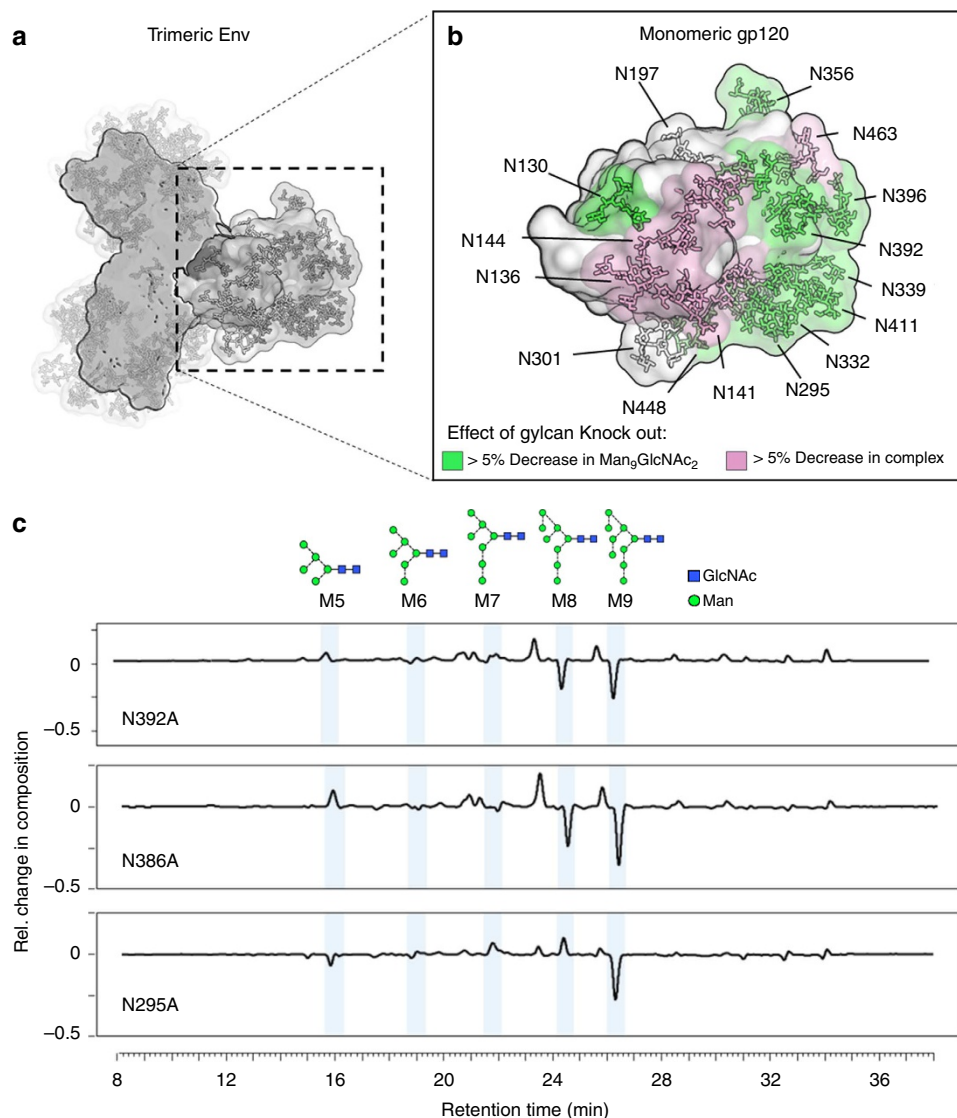 a
Trimeric Env
b
Monomeric gp120
N197
N356
N463
N130
N396
N144
N392
N136
N339
N411
N301
N332
N448
N141
N295
Effect of gylcan Knock out:
> 5% Decrease in Man₉GlcNAc₂
> 5% Decrease in complex
c
M5
M6
M7
M8
M9
GlcNAc
Man
Rel. change in composition
0
–0.5
N392A
0
–0.5
N386A
0
–0.5
N295A
8 12 16 20 24 28 32 36
Retention time (min)